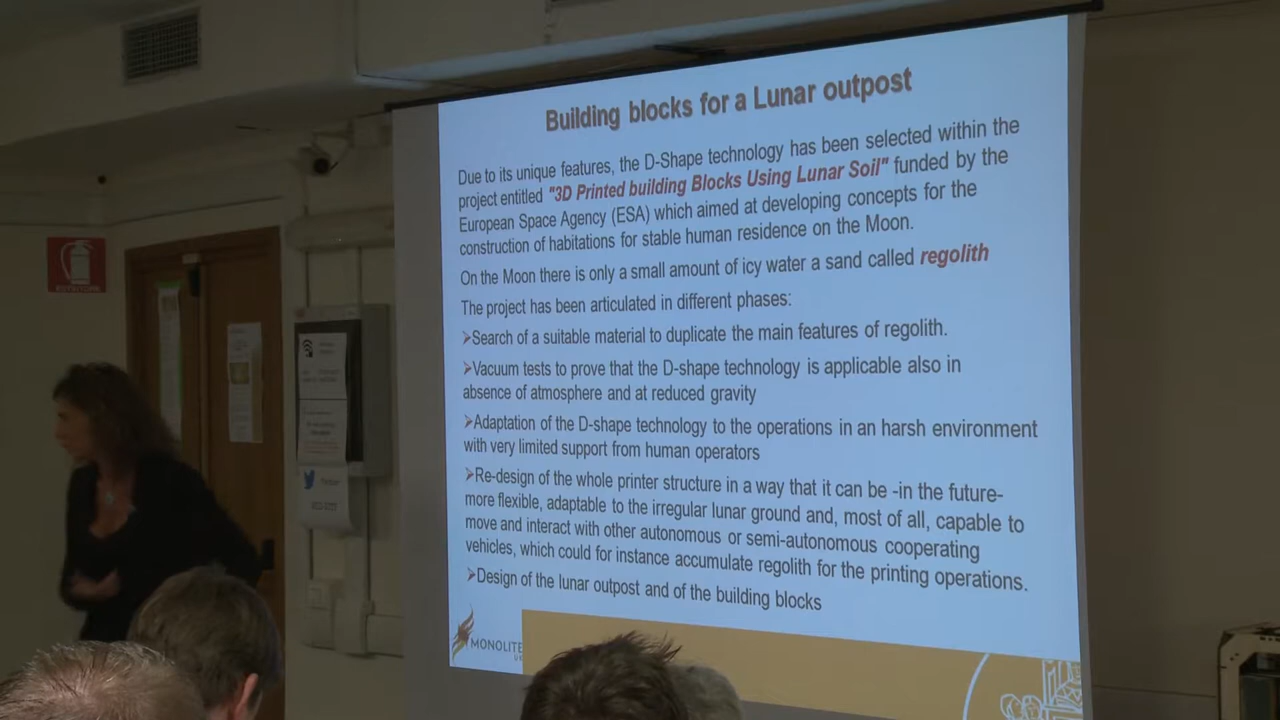 Building blocks for a Lunar outpost
Due to its unique features, the D-Shape technology has been selected within the
project entitled "3D Printed building Blocks Using Lunar Soil" funded by the
European Space Agency (ESA) which aimed at developing concepts for the
construction of habitations for stable human residence on the Moon.
On the Moon there is only a small amount of icy water a sand called regolith
The project has been articulated in different phases:
➢Search of a suitable material to duplicate the main features of regolith.
➢Vacuum tests to prove that the D-shape technology is applicable also in
absence of atmosphere and at reduced gravity
➢Adaptation of the D-shape technology to the operations in an harsh environment
with very limited support from human operators
➢Re-design of the whole printer structure in a way that it can be -in the future-
more flexible, adaptable to the irregular lunar ground and, most of all, capable to
move and interact with other autonomous or semi-autonomous cooperating
vehicles, which could for instance accumulate regolith for the printing operations.
➢Design of the lunar outpost and of the building blocks
MONOLITE
UK
ESTINTORE